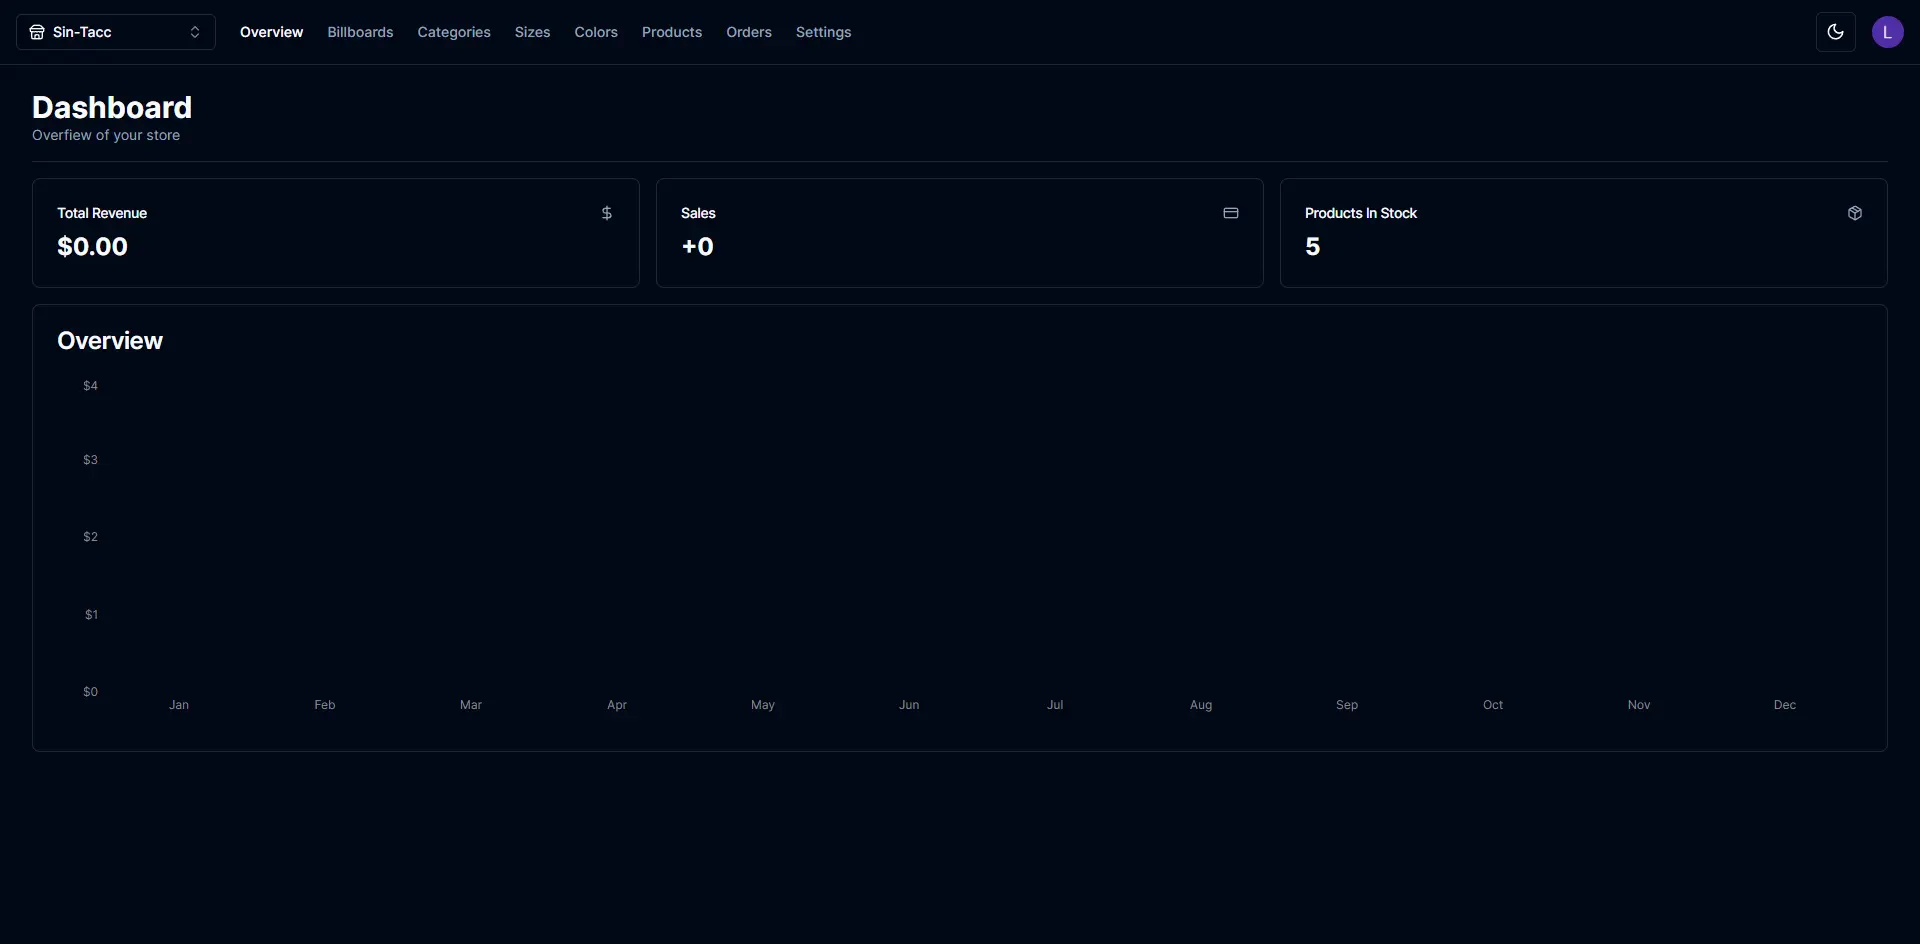 Sin-Tacc
Overview Billboards Categories Sizes Colors Products Orders Settings
L
Dashboard
Overfiew of your store
Total Revenue
$0.00
Sales
+0
Products In Stock
5
Overview
$4
$3
$2
$1
$0
Jan Feb Mar Apr May Jun Jul Aug Sep Oct Nov Dec